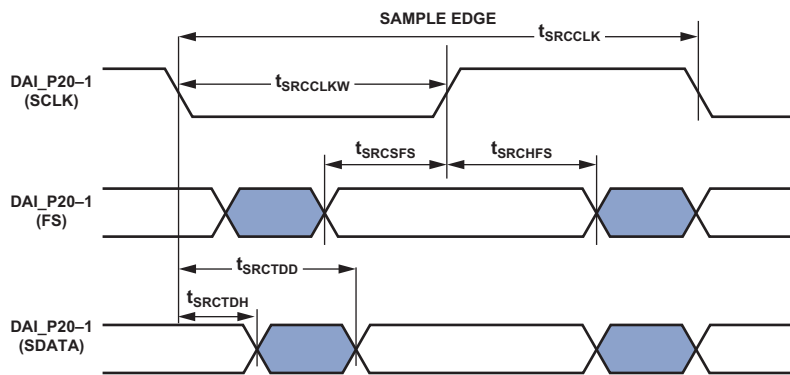 SAMPLE EDGE
tSRCCLK
DAI_P20–1
(SCLK)
tSRCCLKW
tSRCSFS
tSRCHFS
DAI_P20–1
(FS)
tSRCTDD
tSRCTDH
DAI_P20–1
(SDATA)